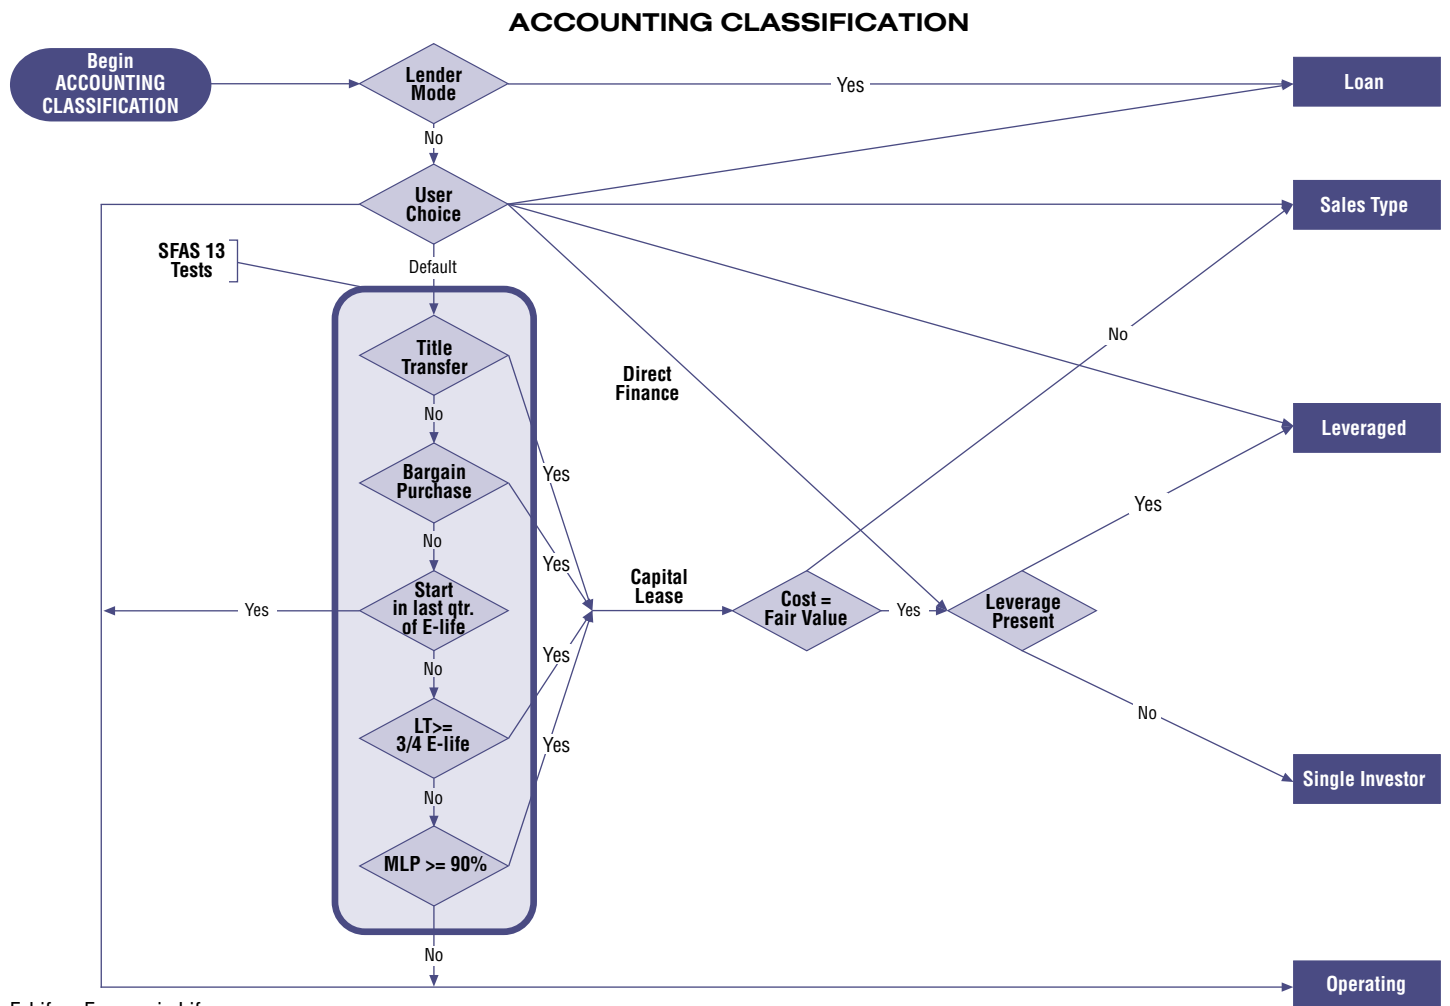 ACCOUNTING CLASSIFICATION
Begin
ACCOUNTING
CLASSIFICATION
Lender
Mode
Yes
Loan
No
User
Choice
Sales Type
SFAS 13
Tests
Default
Title
Transfer
No
Direct
Finance
No
Leveraged
Bargain
Purchase
Yes
Yes
No
Yes
Start
in last qtr.
of E-life
Yes
Capital
Lease
Cost =
Fair Value
Yes
Leverage
Present
No
Yes
LT>=
3/4 E-life
Yes
No
Single Investor
No
MLP >= 90%
No
Operating